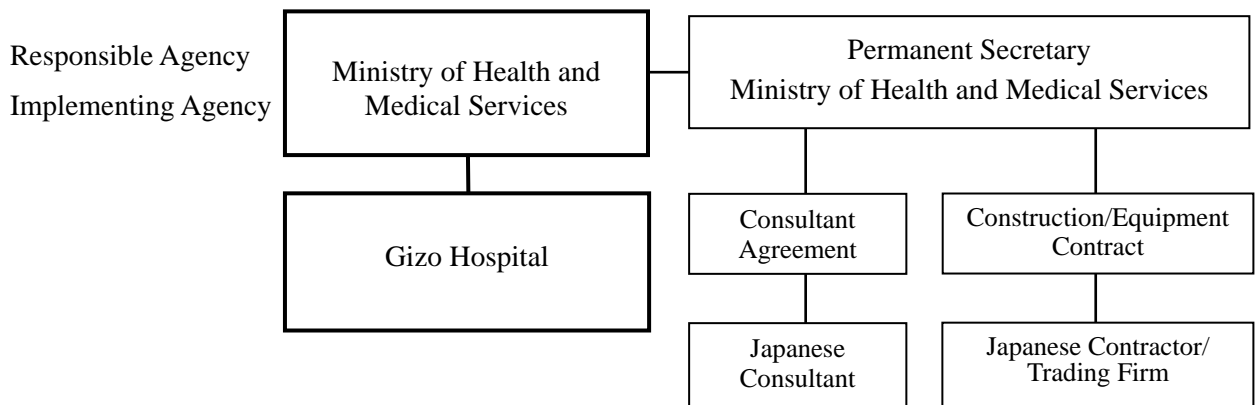 Responsible Agency
Implementing Agency
Ministry of Health and
Medical Services
Permanent Secretary
Ministry of Health and Medical Services
Gizo Hospital
Consultant
Agreement
Construction/Equipment
Contract
Japanese
Consultant
Japanese Contractor/
Trading Firm